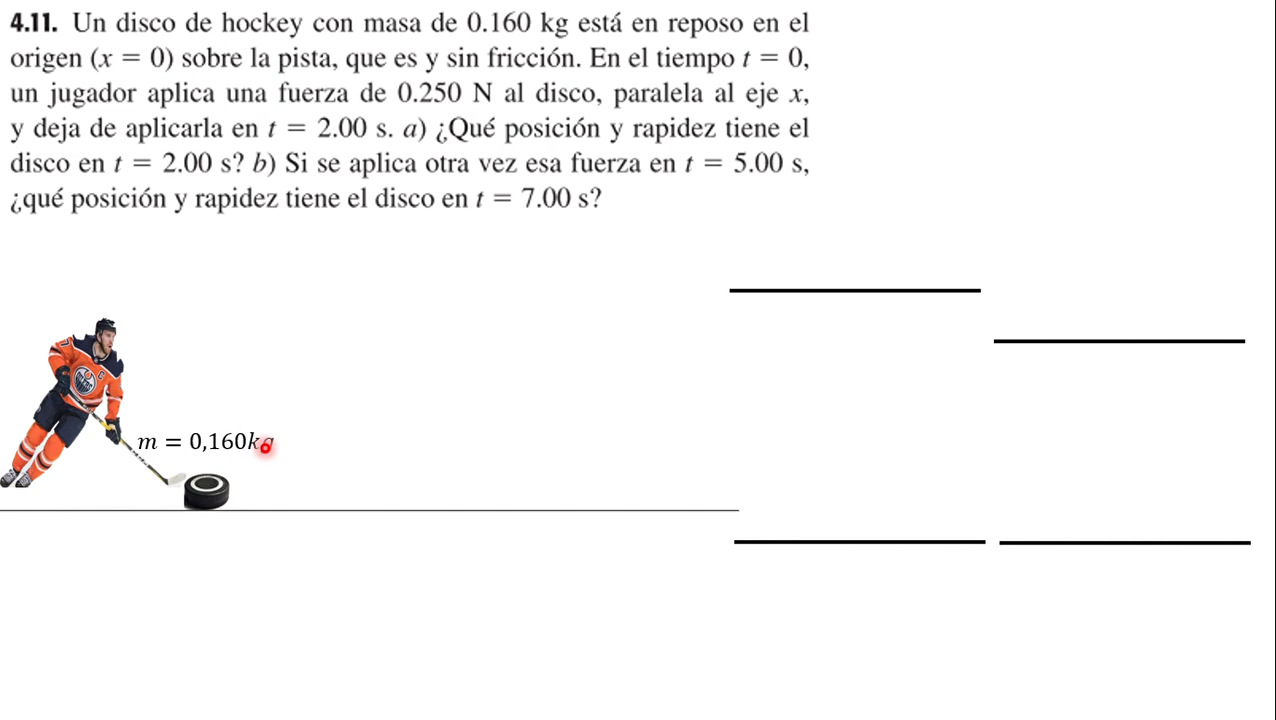 4.11. Un disco de hockey con masa de 0.160 kg está en reposo en el
origen (x = 0) sobre la pista, que es y sin fricción. En el tiempo t = 0,
un jugador aplica una fuerza de 0.250 N al disco, paralela al eje x,
y deja de aplicarla en t = 2.00 s. a) ¿Qué posición y rapidez tiene el
disco en t = 2.00 s? b) Si se aplica otra vez esa fuerza en t = 5.00 s,
¿qué posición y rapidez tiene el disco en t = 7.00 s?
m = 0,160kg